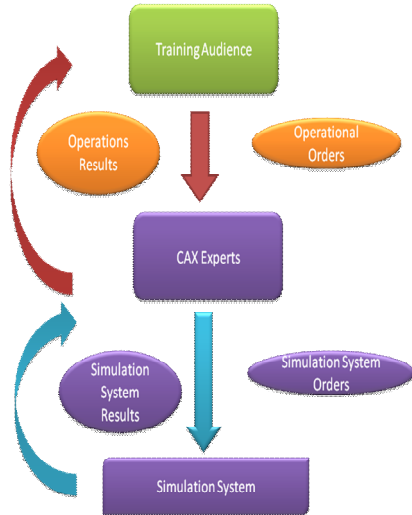 Training Audience
Operations
Results
Operational
Orders
CAX Experts
Simulation
System
Results
Simulation System
Orders
Simulation System